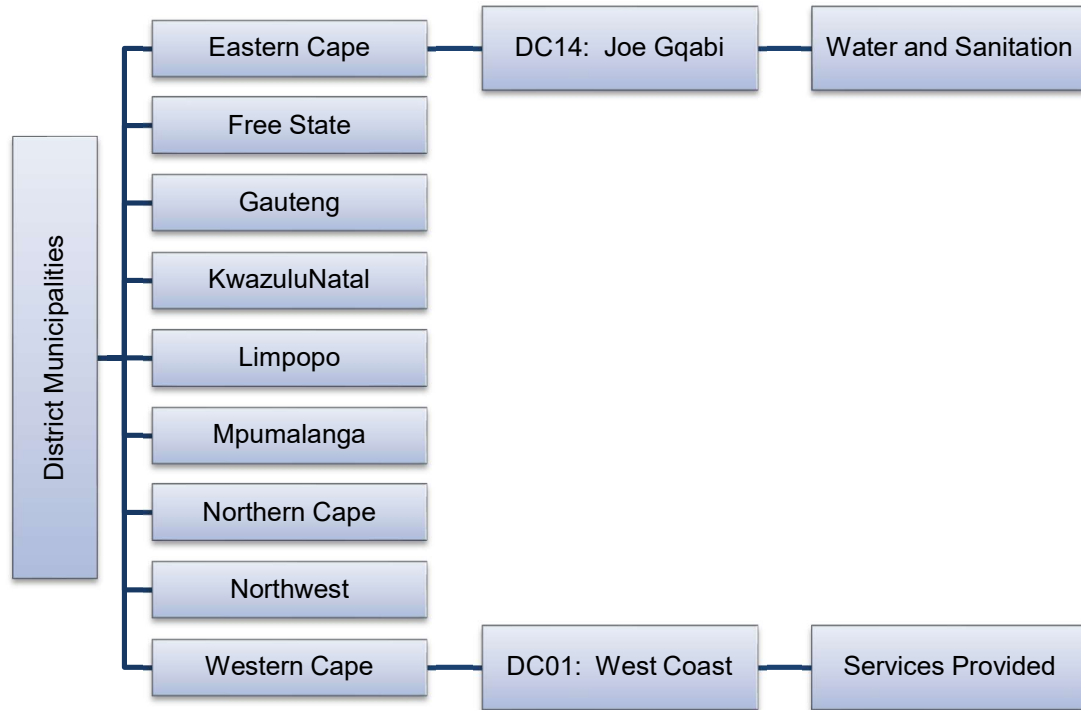 District Municipalities
Eastern Cape
DC14: Joe Gqabi
Water and Sanitation
Free State
Gauteng
KwazuluNatal
Limpopo
Mpumalanga
Northern Cape
Northwest
Western Cape
DC01: West Coast
Services Provided